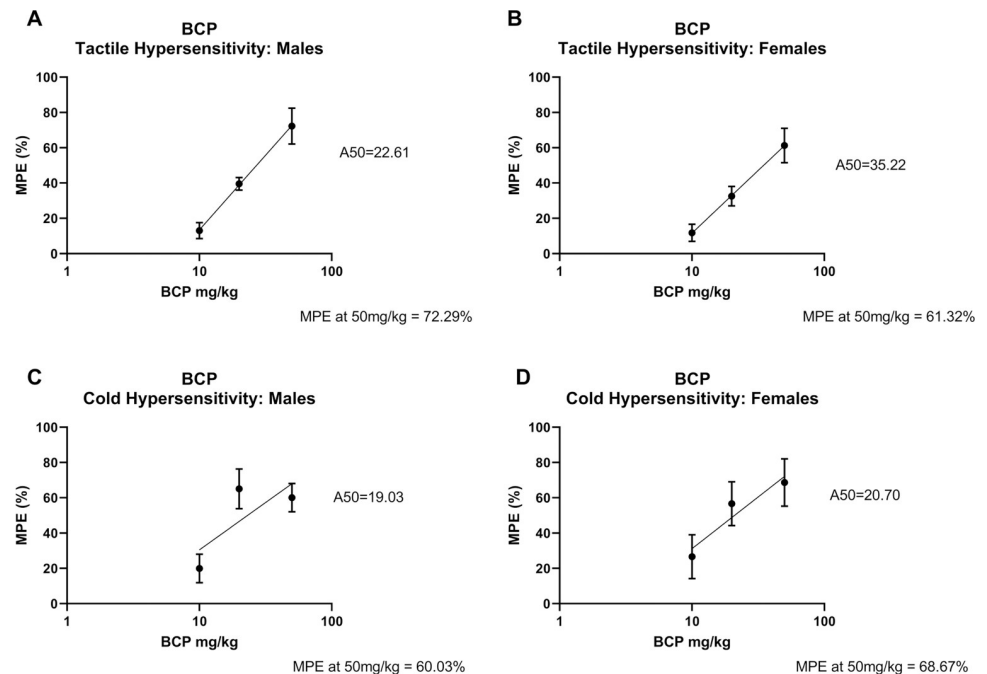 A
BCP
Tactile Hypersensitivity: Males
100
80
60
40
20
0
MPE (%)
1
10
100
BCP mg/kg
A50=22.61
MPE at 50mg/kg = 72.29%
B
BCP
Tactile Hypersensitivity: Females
100
80
60
40
20
0
MPE (%)
1
10
100
BCP mg/kg
A50=35.22
MPE at 50mg/kg = 61.32%
C
BCP
Cold Hypersensitivity: Males
100
80
60
40
20
0
MPE (%)
1
10
100
BCP mg/kg
A50=19.03
MPE at 50mg/kg = 60.03%
D
BCP
Cold Hypersensitivity: Females
100
80
60
40
20
0
MPE (%)
1
10
100
BCP mg/kg
A50=20.70
MPE at 50mg/kg = 68.67%